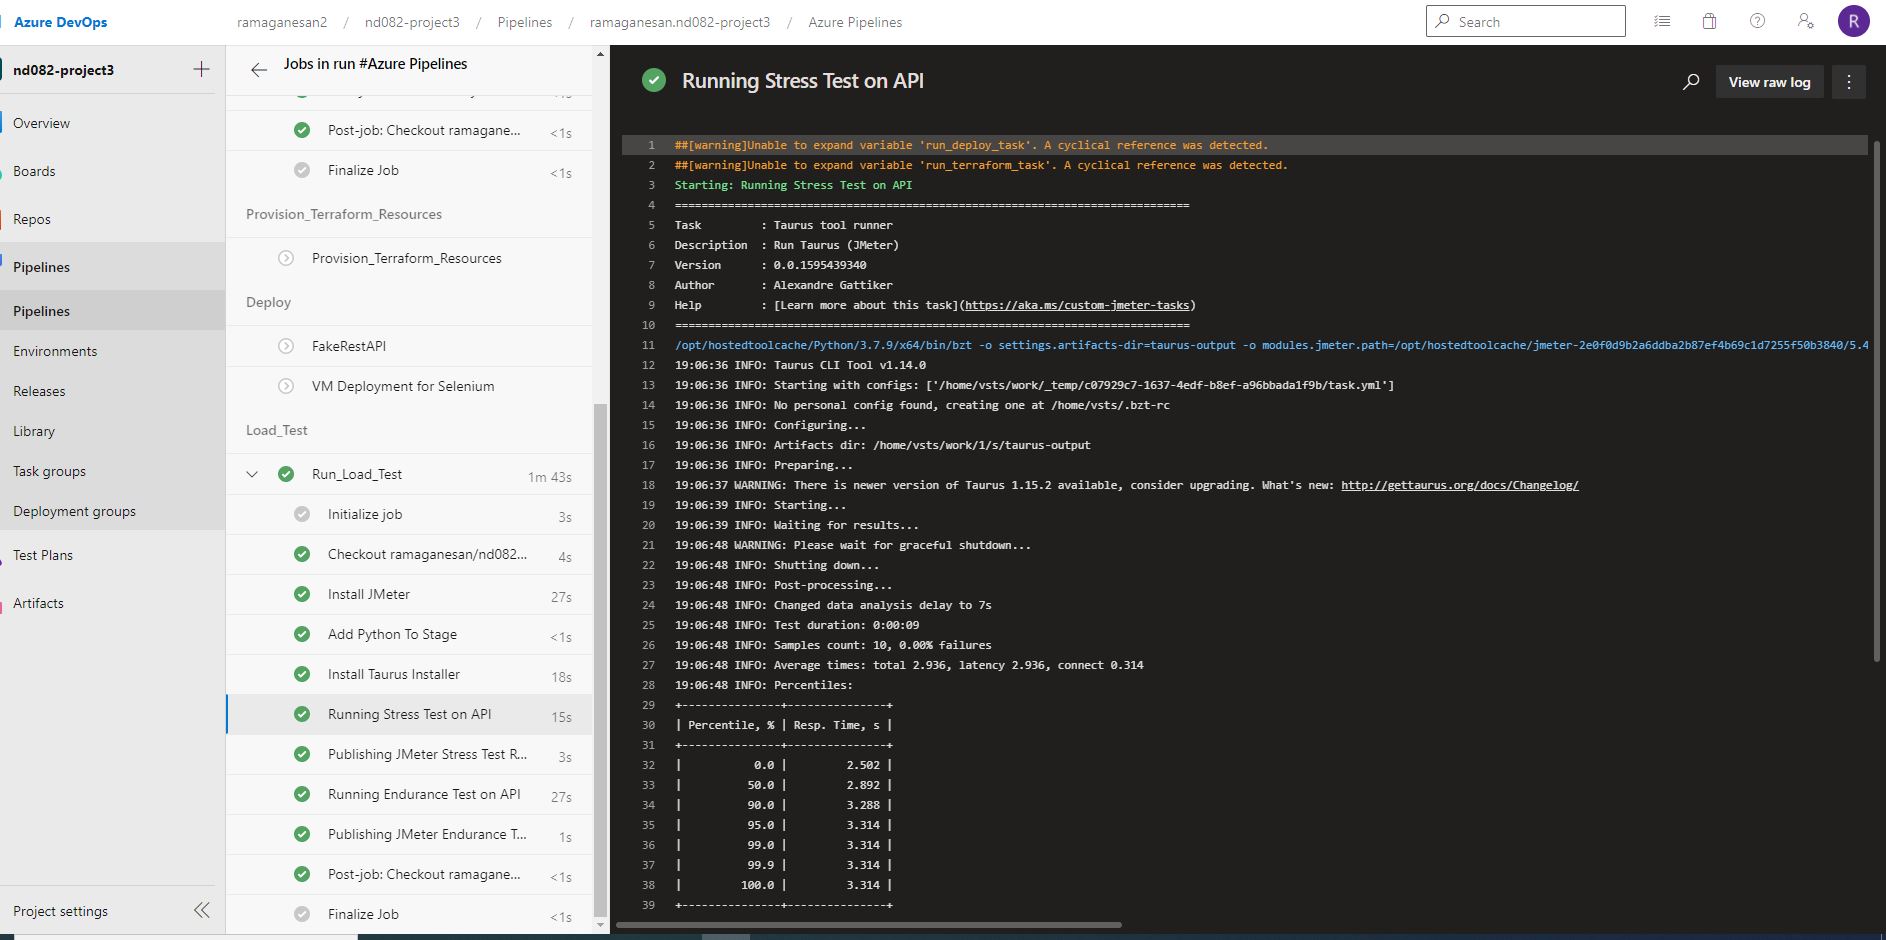 Azure DevOps
ramaganesan2 / nd082-project3 / Pipelines / ramaganesan.nd082-project3 / Azure Pipelines
Search
R
nd082-project3
Overview
Boards
Repos
Pipelines
Pipelines
Environments
Releases
Library
Task groups
Deployment groups
Test Plans
Artifacts
Project settings
Jobs in run #Azure Pipelines
Post-job: Checkout ramagane... <1s
Finalize Job <1s
Provision_Terraform_Resources
Provision_Terraform_Resources
Deploy
FakeRestAPI
VM Deployment for Selenium
Load_Test
Run_Load_Test 1m 43s
Initialize job 3s
Checkout ramaganesan/nd082... 4s
Install JMeter 27s
Add Python To Stage <1s
Install Taurus Installer 18s
Running Stress Test on API 15s
Publishing JMeter Stress Test R... 3s
Running Endurance Test on API 27s
Publishing JMeter Endurance T... 1s
Post-job: Checkout ramagane... <1s
Finalize Job <1s
Running Stress Test on API
View raw log
1 ##[warning]Unable to expand variable 'run_deploy_task'. A cyclical reference was detected.
2 ##[warning]Unable to expand variable 'run_terraform_task'. A cyclical reference was detected.
3 Starting: Running Stress Test on API
4 ==============================================================================
5 Task : Taurus tool runner
6 Description : Run Taurus (JMeter)
7 Version : 0.0.1595439340
8 Author : Alexandre Gattiker
9 Help : [Learn more about this task](https://aka.ms/custom-jmeter-tasks)
10 ==============================================================================
11 /opt/hostedtoolcache/Python/3.7.9/x64/bin/bzt -o settings.artifacts-dir=taurus-output -o modules.jmeter.path=/opt/hostedtoolcache/jmeter-2e0f0d9b2a6ddba2b87ef4b69c1d7255f50b3840/5.4
12 19:06:36 INFO: Taurus CLI Tool v1.14.0
13 19:06:36 INFO: Starting with configs: ['/home/vsts/work/_temp/c07929c7-1637-4edf-b8ef-a96bbada1f9b/task.yml']
14 19:06:36 INFO: No personal config found, creating one at /home/vsts/.bzt-rc
15 19:06:36 INFO: Configuring...
16 19:06:36 INFO: Artifacts dir: /home/vsts/work/1/s/taurus-output
17 19:06:36 INFO: Preparing...
18 19:06:37 WARNING: There is newer version of Taurus 1.15.2 available, consider upgrading. What's new: http://gettaurus.org/docs/Changelog/
19 19:06:39 INFO: Starting...
20 19:06:39 INFO: Waiting for results...
21 19:06:48 WARNING: Please wait for graceful shutdown...
22 19:06:48 INFO: Shutting down...
23 19:06:48 INFO: Post-processing...
24 19:06:48 INFO: Changed data analysis delay to 7s
25 19:06:48 INFO: Test duration: 0:00:09
26 19:06:48 INFO: Samples count: 10, 0.00% failures
27 19:06:48 INFO: Average times: total 2.936, latency 2.936, connect 0.314
28 19:06:48 INFO: Percentiles:
29 +---------------+---------------+
30 | Percentile, % | Resp. Time, s |
31 +---------------+---------------+
32 | 0.0 | 2.502 |
33 | 50.0 | 2.892 |
34 | 90.0 | 3.288 |
35 | 95.0 | 3.314 |
36 | 99.0 | 3.314 |
37 | 99.9 | 3.314 |
38 | 100.0 | 3.314 |
39 +---------------+---------------+